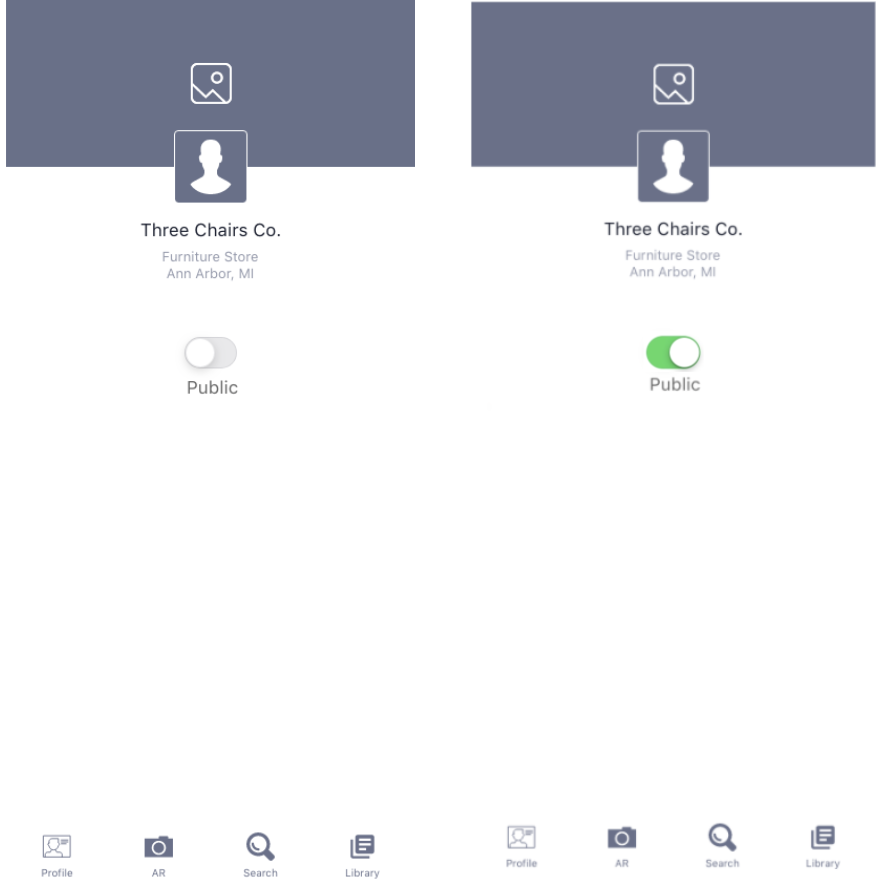 Three Chairs Co.
Furniture Store
Ann Arbor, MI
Public
Profile AR Search Library
Three Chairs Co.
Furniture Store
Ann Arbor, MI
Public
Profile AR Search Library